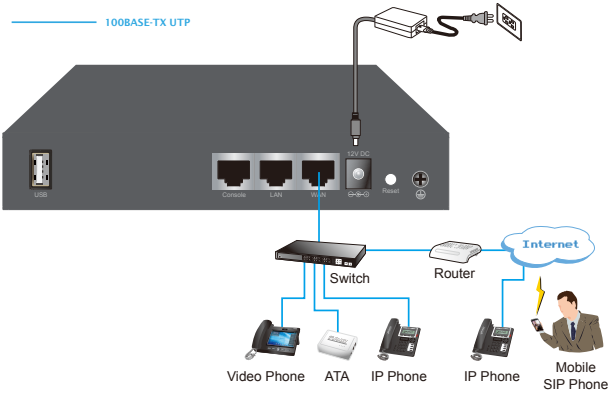 100BASE-TX UTP
12V DC
USB
Console
LAN
WAN
Reset
Internet
Switch
Router
Video Phone
ATA
IP Phone
IP Phone
Mobile
SIP Phone